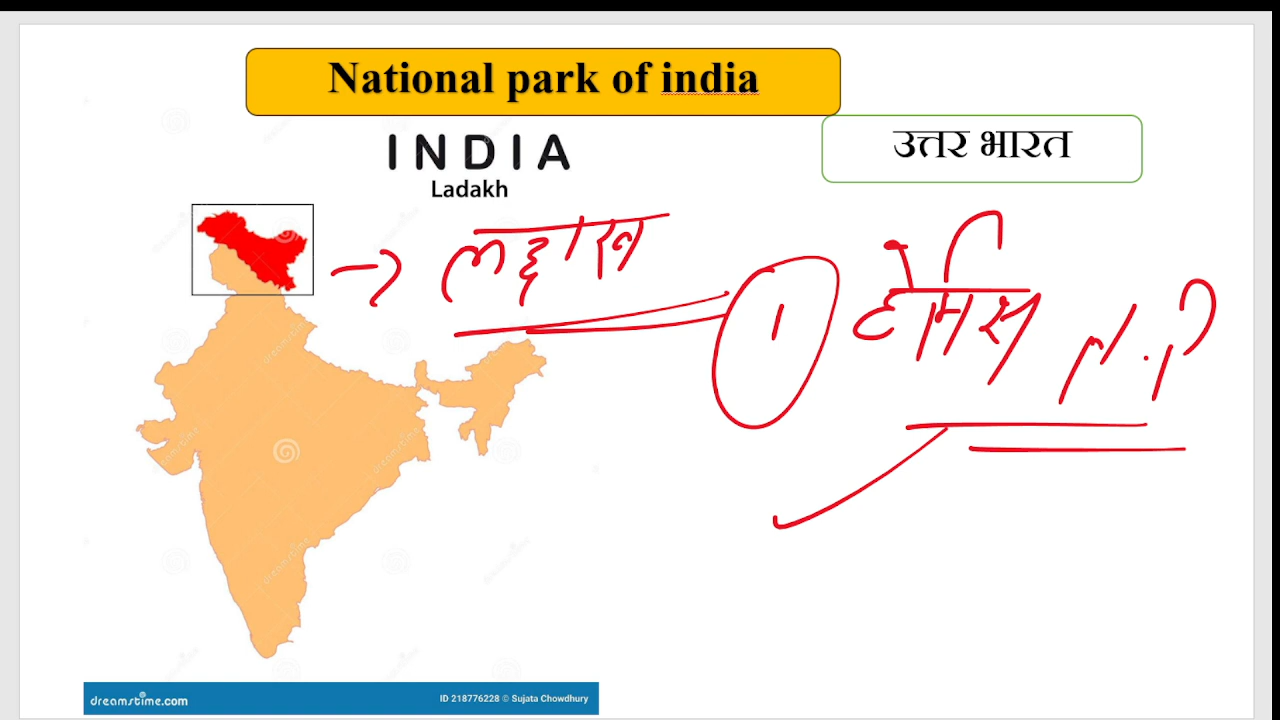 National park of india
उत्तर भारत
INDIA
Ladakh
लद्दाख
1 हेमिस
dreamstime.com
ID 218776228 © Sujata Chowdhury